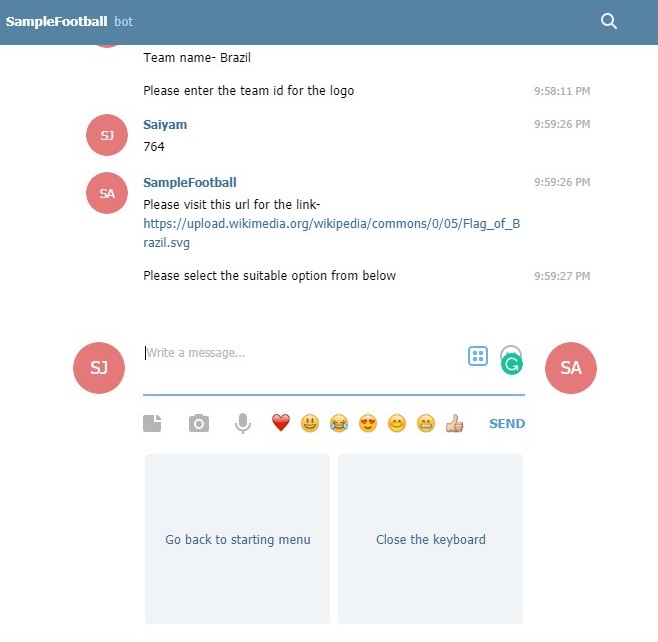 SampleFootball bot
Team name- Brazil
Please enter the team id for the logo 9:58:11 PM
SJ Saiyam 9:59:26 PM
764
SA SampleFootball 9:59:26 PM
Please visit this url for the link-
https://upload.wikimedia.org/wikipedia/commons/0/05/Flag_of_B
razil.svg
Please select the suitable option from below 9:59:27 PM
SJ Write a message... G SA
SEND
Go back to starting menu Close the keyboard